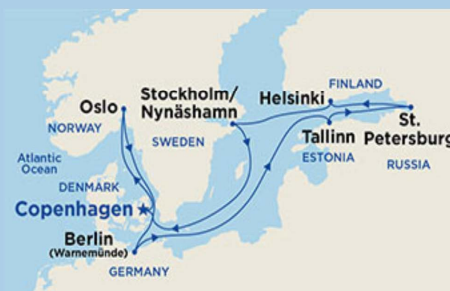 Stockholm/
Nynäshamn
Oslo
NORWAY
SWEDEN
Helsinki
FINLAND
St.
Petersburg
Tallinn
ESTONIA
RUSSIA
Atlantic
Ocean
DENMARK
Copenhagen
Berlin
(Warnemünde)
GERMANY